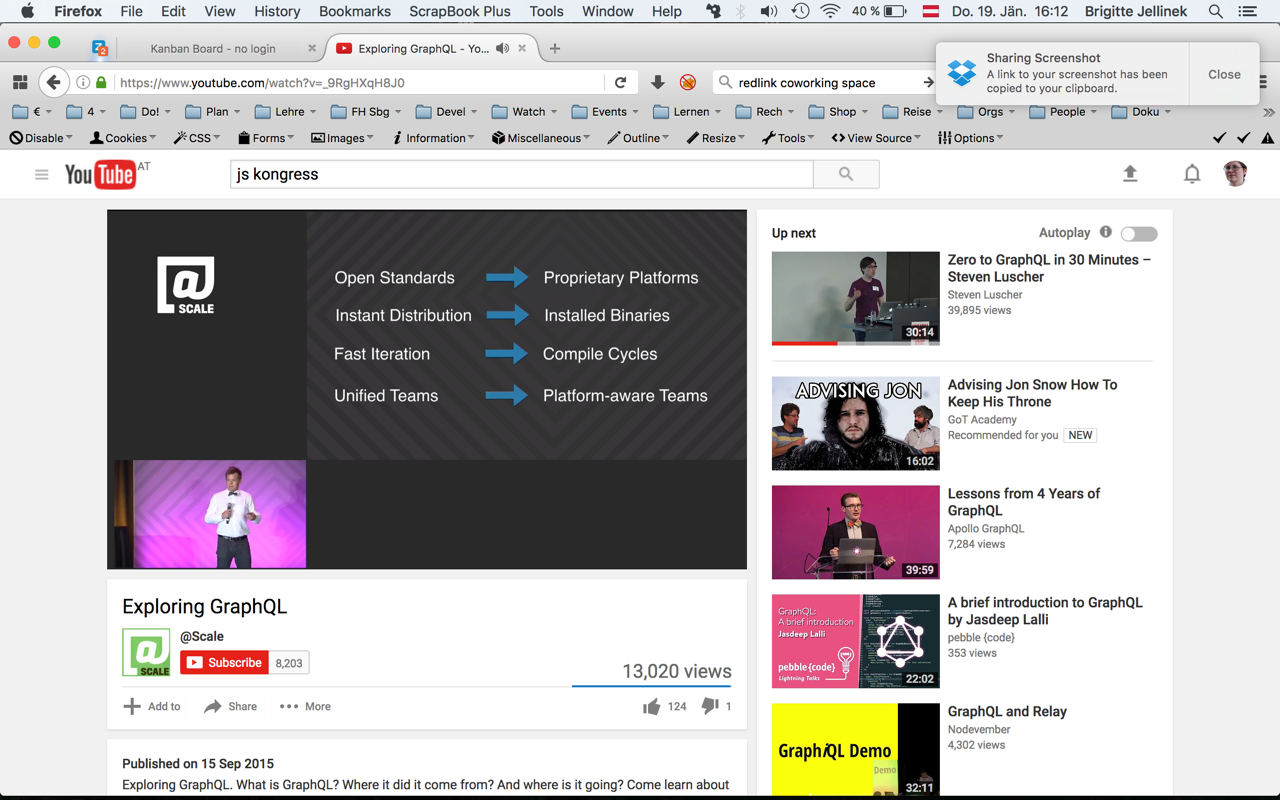 Firefox File Edit View History Bookmarks ScrapBook Plus Tools Window Help 40 % Do. 19. Jän. 16:12 Brigitte Jellinek
Z 2 Kanban Board - no login Exploring GraphQL - Yo...
https://www.youtube.com/watch?v=_9RgHXqH8J0 redlink coworking space
Sharing Screenshot
A link to your screenshot has been
copied to your clipboard.
Close
€ 4 Do! Plan Lehre FH Sbg Devel Watch Events Lernen Rech Shop Reise Orgs People Doku
Disable Cookies CSS Forms Images Information Miscellaneous Outline Resize Tools View Source Options
YouTube AT js kongress
@ SCALE
Open Standards Proprietary Platforms
Instant Distribution Installed Binaries
Fast Iteration Compile Cycles
Unified Teams Platform-aware Teams
Exploring GraphQL
@ SCALE
@Scale
Subscribe 8,203
13,020 views
Add to Share More 124 1
Published on 15 Sep 2015
Exploring GraphQL. What is GraphQL? Where it did it come from? And where is it going? Come learn about
Up next Autoplay
30:14
Zero to GraphQL in 30 Minutes –
Steven Luscher
Steven Luscher
39,895 views
ADVISING JON
16:02
Advising Jon Snow How To
Keep His Throne
GoT Academy
Recommended for you NEW
39:59
Lessons from 4 Years of
GraphQL
Apollo GraphQL
7,284 views
GraphQL:
A brief introduction
Jasdeep Lalli
pebble {code}
Lightning Talks
22:02
A brief introduction to GraphQL
by Jasdeep Lalli
pebble {code}
353 views
GraphiQL Demo
Demo
32:11
GraphQL and Relay
Nodevember
4,302 views